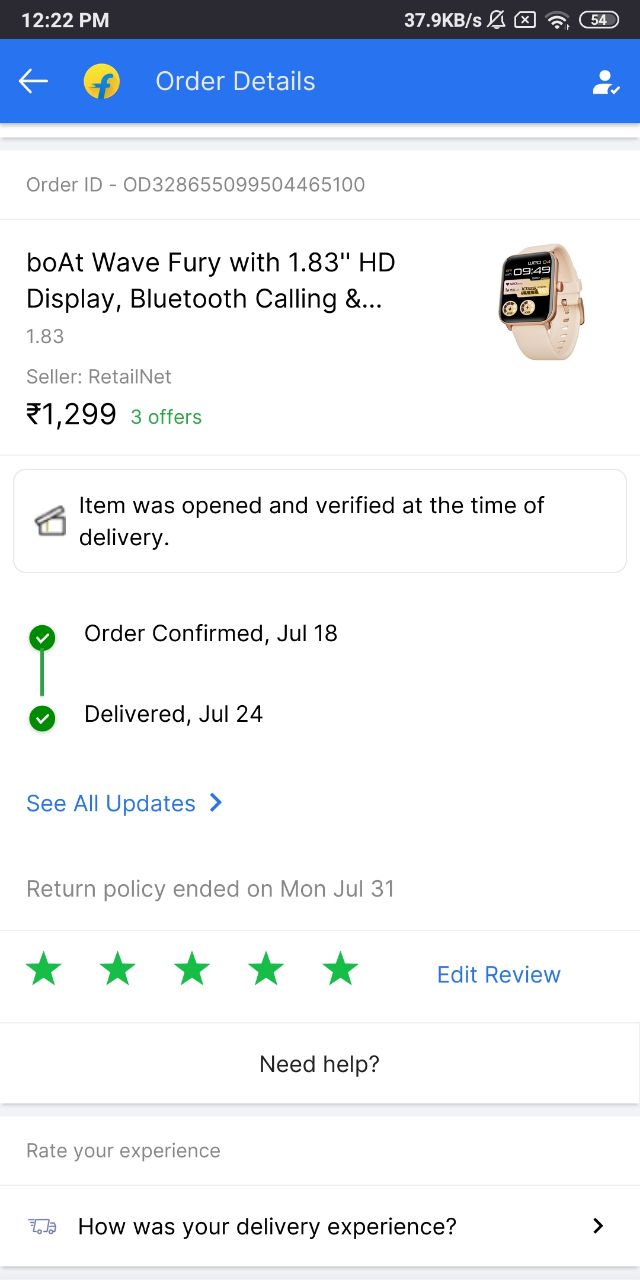 12:22 PM 37.9KB/s 54
Order Details
Order ID - OD328655099504465100
boAt Wave Fury with 1.83'' HD
Display, Bluetooth Calling &...
1.83
Seller: RetailNet
₹1,299 3 offers
Item was opened and verified at the time of
delivery.
Order Confirmed, Jul 18
Delivered, Jul 24
See All Updates
Return policy ended on Mon Jul 31
Edit Review
Need help?
Rate your experience
How was your delivery experience?